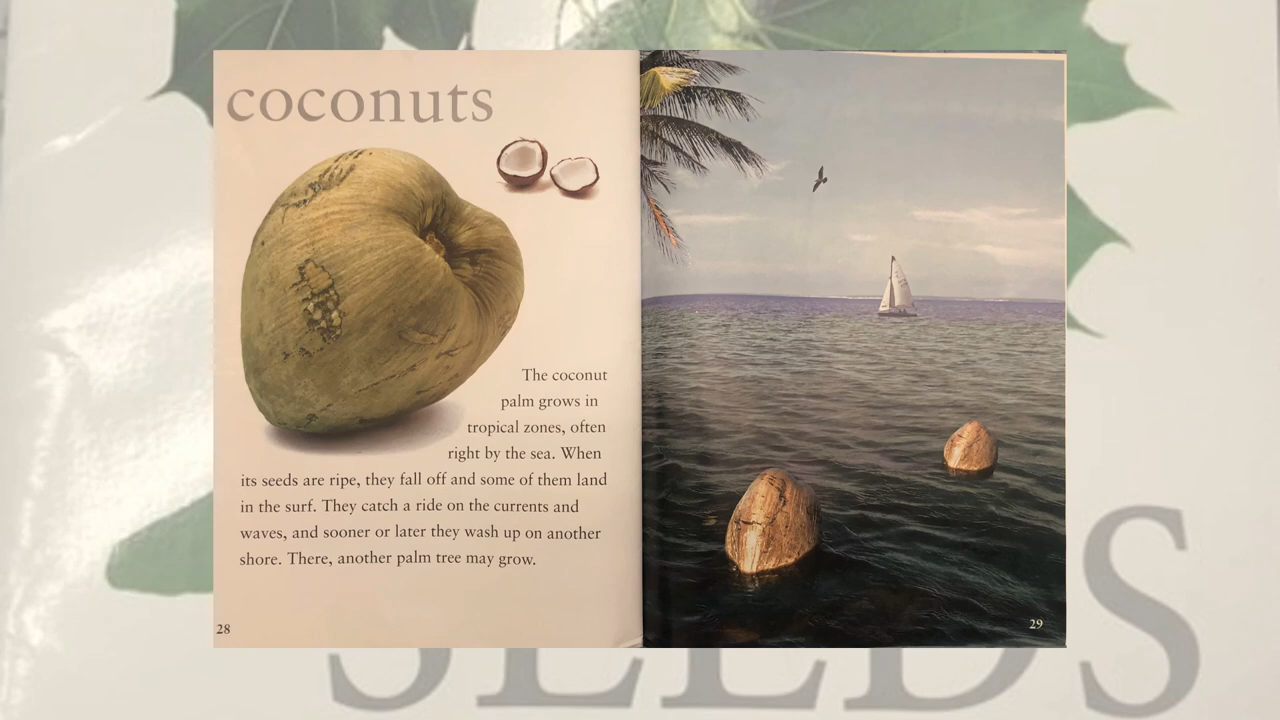 coconuts
The coconut
palm grows in
tropical zones, often
right by the sea. When
its seeds are ripe, they fall off and some of them land
in the surf. They catch a ride on the currents and
waves, and sooner or later they wash up on another
shore. There, another palm tree may grow.
28
29
SEEDS